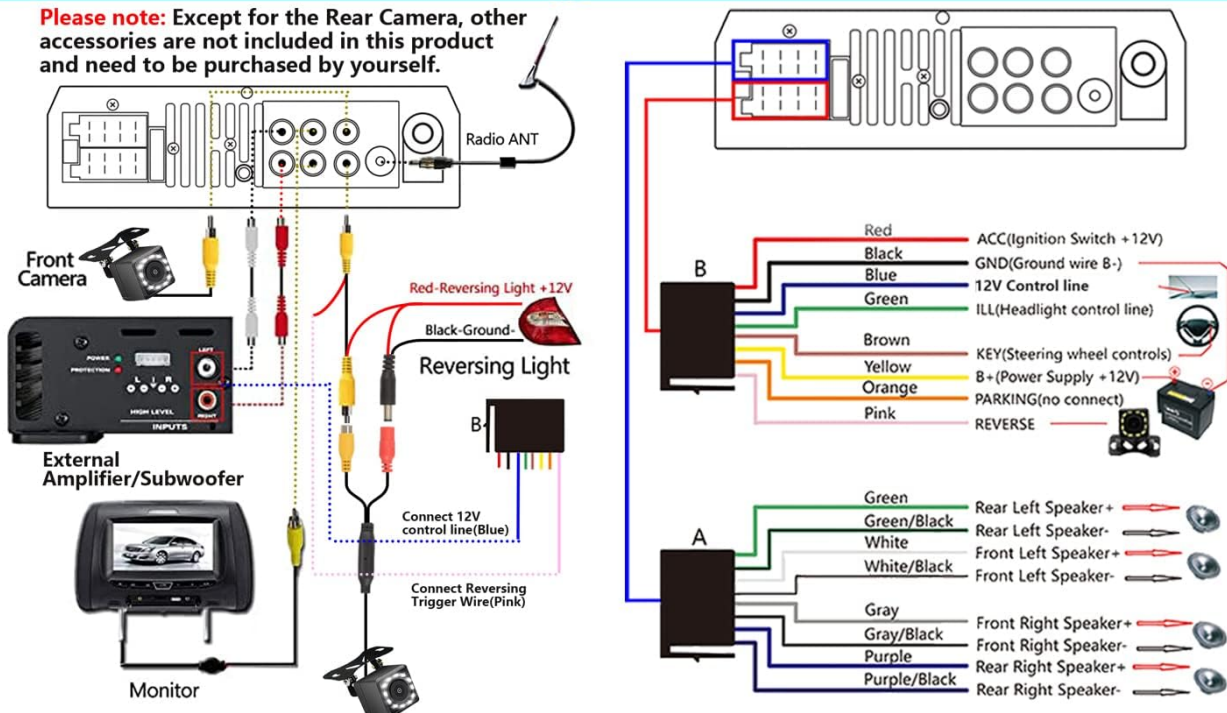 Please note: Except for the Rear Camera, other
accessories are not included in this product
and need to be purchased by yourself.
Radio ANT
Front
Camera
Red-Reversing Light +12V
Black-Ground-
Reversing Light
POWER
PROTECTION
LEFT
L
R
HIGH LEVEL
RIGHT
INPUTS
B
External
Amplifier/Subwoofer
Connect 12V
control line(Blue)
Connect Reversing
Trigger Wire(Pink)
Monitor
B
Red
ACC(Ignition Switch +12V)
Black
GND(Ground wire B-)
Blue
12V Control line
Green
ILL(Headlight control line)
Brown
KEY(Steering wheel controls)
Yellow
B+(Power Supply +12V)
Orange
PARKING(no connect)
Pink
REVERSE
A
Green
Rear Left Speaker+
Green/Black
Rear Left Speaker-
White
Front Left Speaker+
White/Black
Front Left Speaker-
Gray
Front Right Speaker+
Gray/Black
Front Right Speaker-
Purple
Rear Right Speaker+
Purple/Black
Rear Right Speaker-